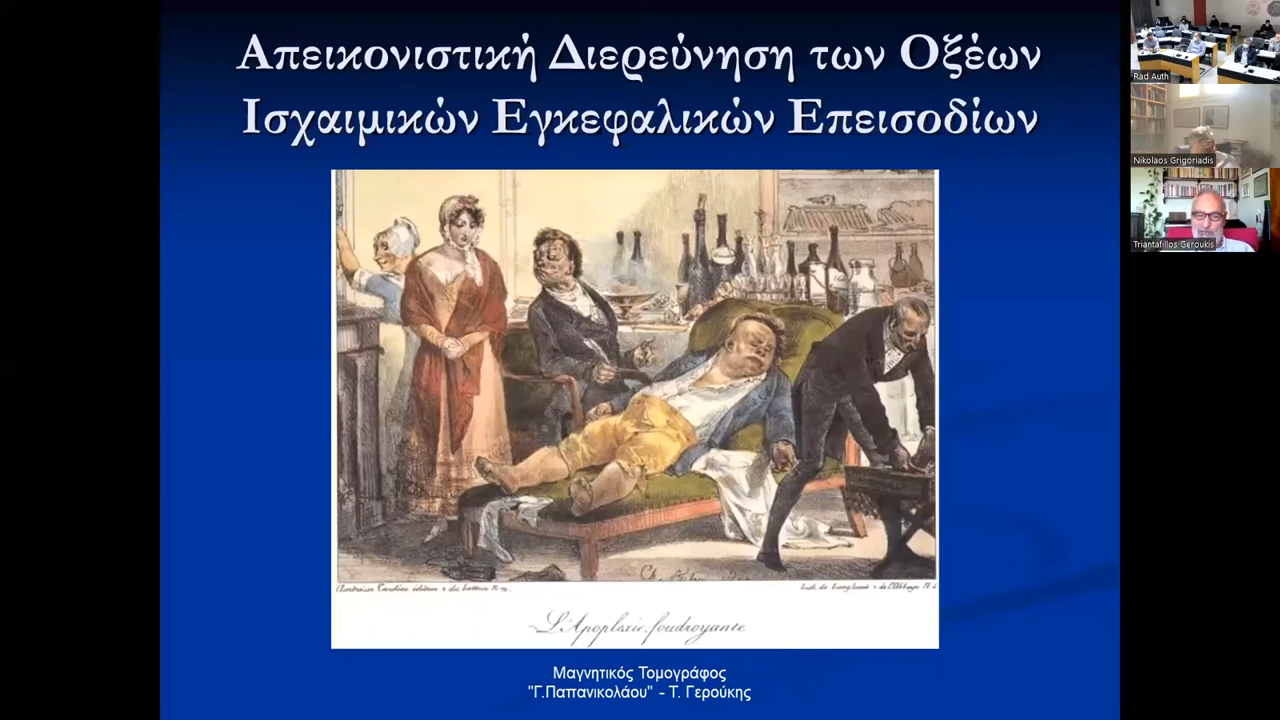 Απεικονιστική Διερεύνηση των Οξέων
Ισχαιμικών Εγκεφαλικών Επεισοδίων
L'Apoplexie foudroyante
Μαγνητικός Τομογράφος
"Γ.Παπανικολάου" - Τ. Γερούκης
Rad Auth
Nikolaos Grigoriadis
Triantafillos Geroukis